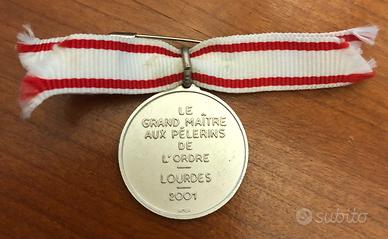 LE
GRAND MAÎTRE
AUX PÈLERINS
DE
L'ORDRE
LOURDES
2001
subito